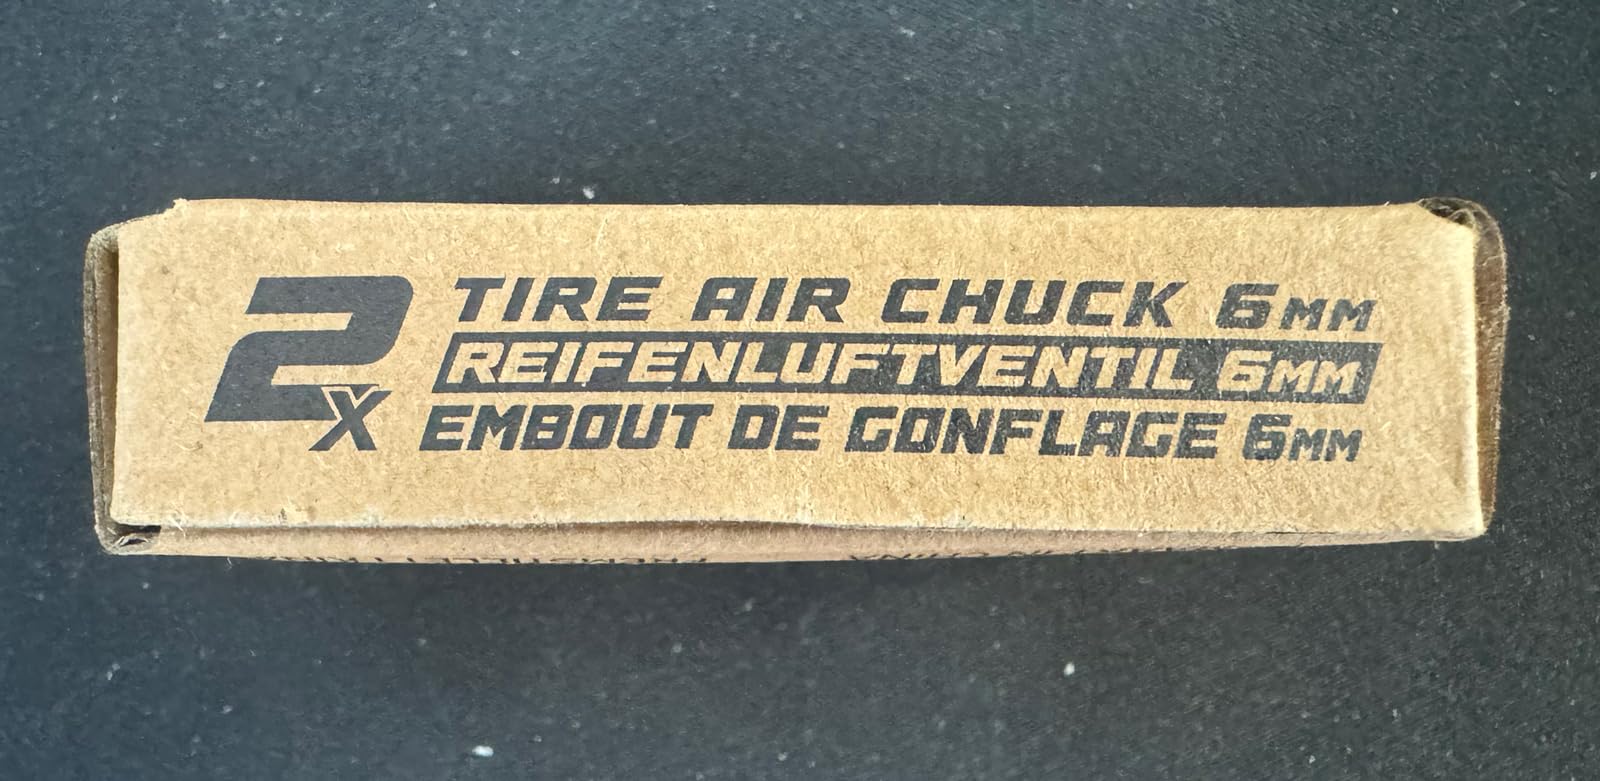 2x
TIRE AIR CHUCK 6MM
REIFENLUFTVENTIL 6MM
EMBOUT DE GONFLAGE 6MM